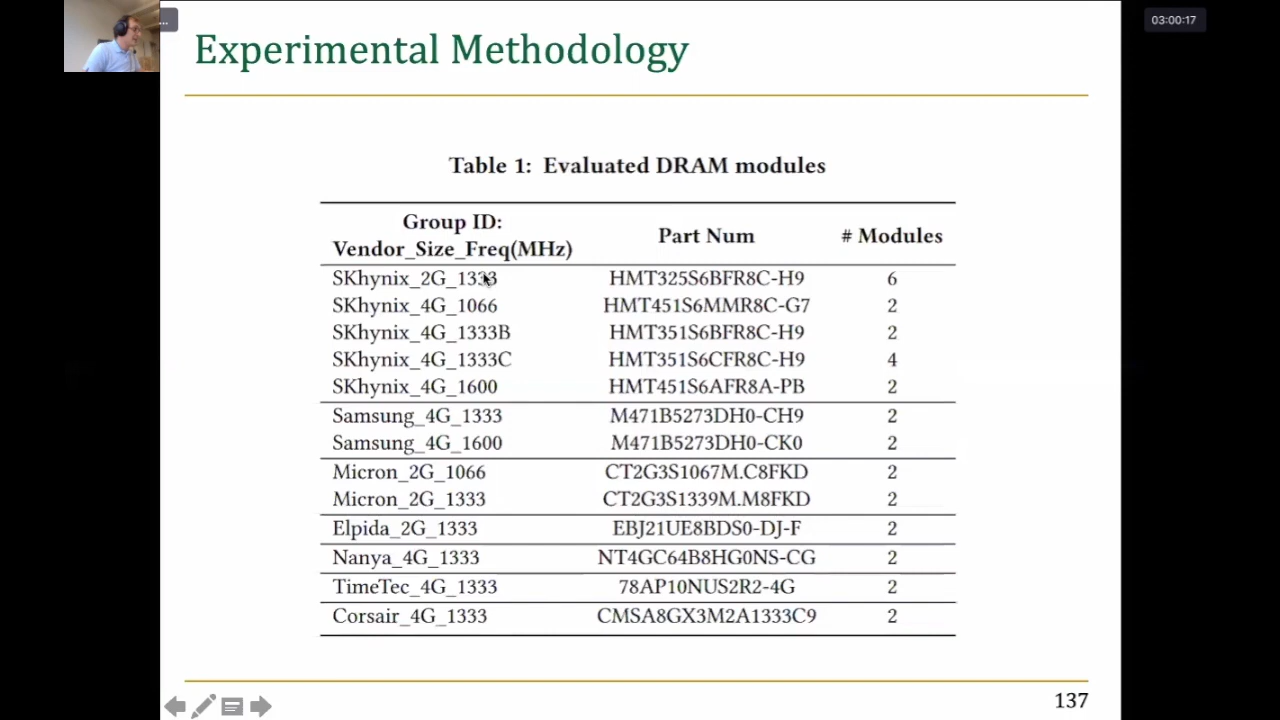 ...
03:00:17
Experimental Methodology
Table 1: Evaluated DRAM modules
Group ID:
Vendor_Size_Freq(MHz) Part Num # Modules
SKhynix_2G_1333 HMT325S6BFR8C-H9 6
SKhynix_4G_1066 HMT451S6MMR8C-G7 2
SKhynix_4G_1333B HMT351S6BFR8C-H9 2
SKhynix_4G_1333C HMT351S6CFR8C-H9 4
SKhynix_4G_1600 HMT451S6AFR8A-PB 2
Samsung_4G_1333 M471B5273DH0-CH9 2
Samsung_4G_1600 M471B5273DH0-CK0 2
Micron_2G_1066 CT2G3S1067M.C8FKD 2
Micron_2G_1333 CT2G3S1339M.M8FKD 2
Elpida_2G_1333 EBJ21UE8BDS0-DJ-F 2
Nanya_4G_1333 NT4GC64B8HG0NS-CG 2
TimeTec_4G_1333 78AP10NUS2R2-4G 2
Corsair_4G_1333 CMSA8GX3M2A1333C9 2
137